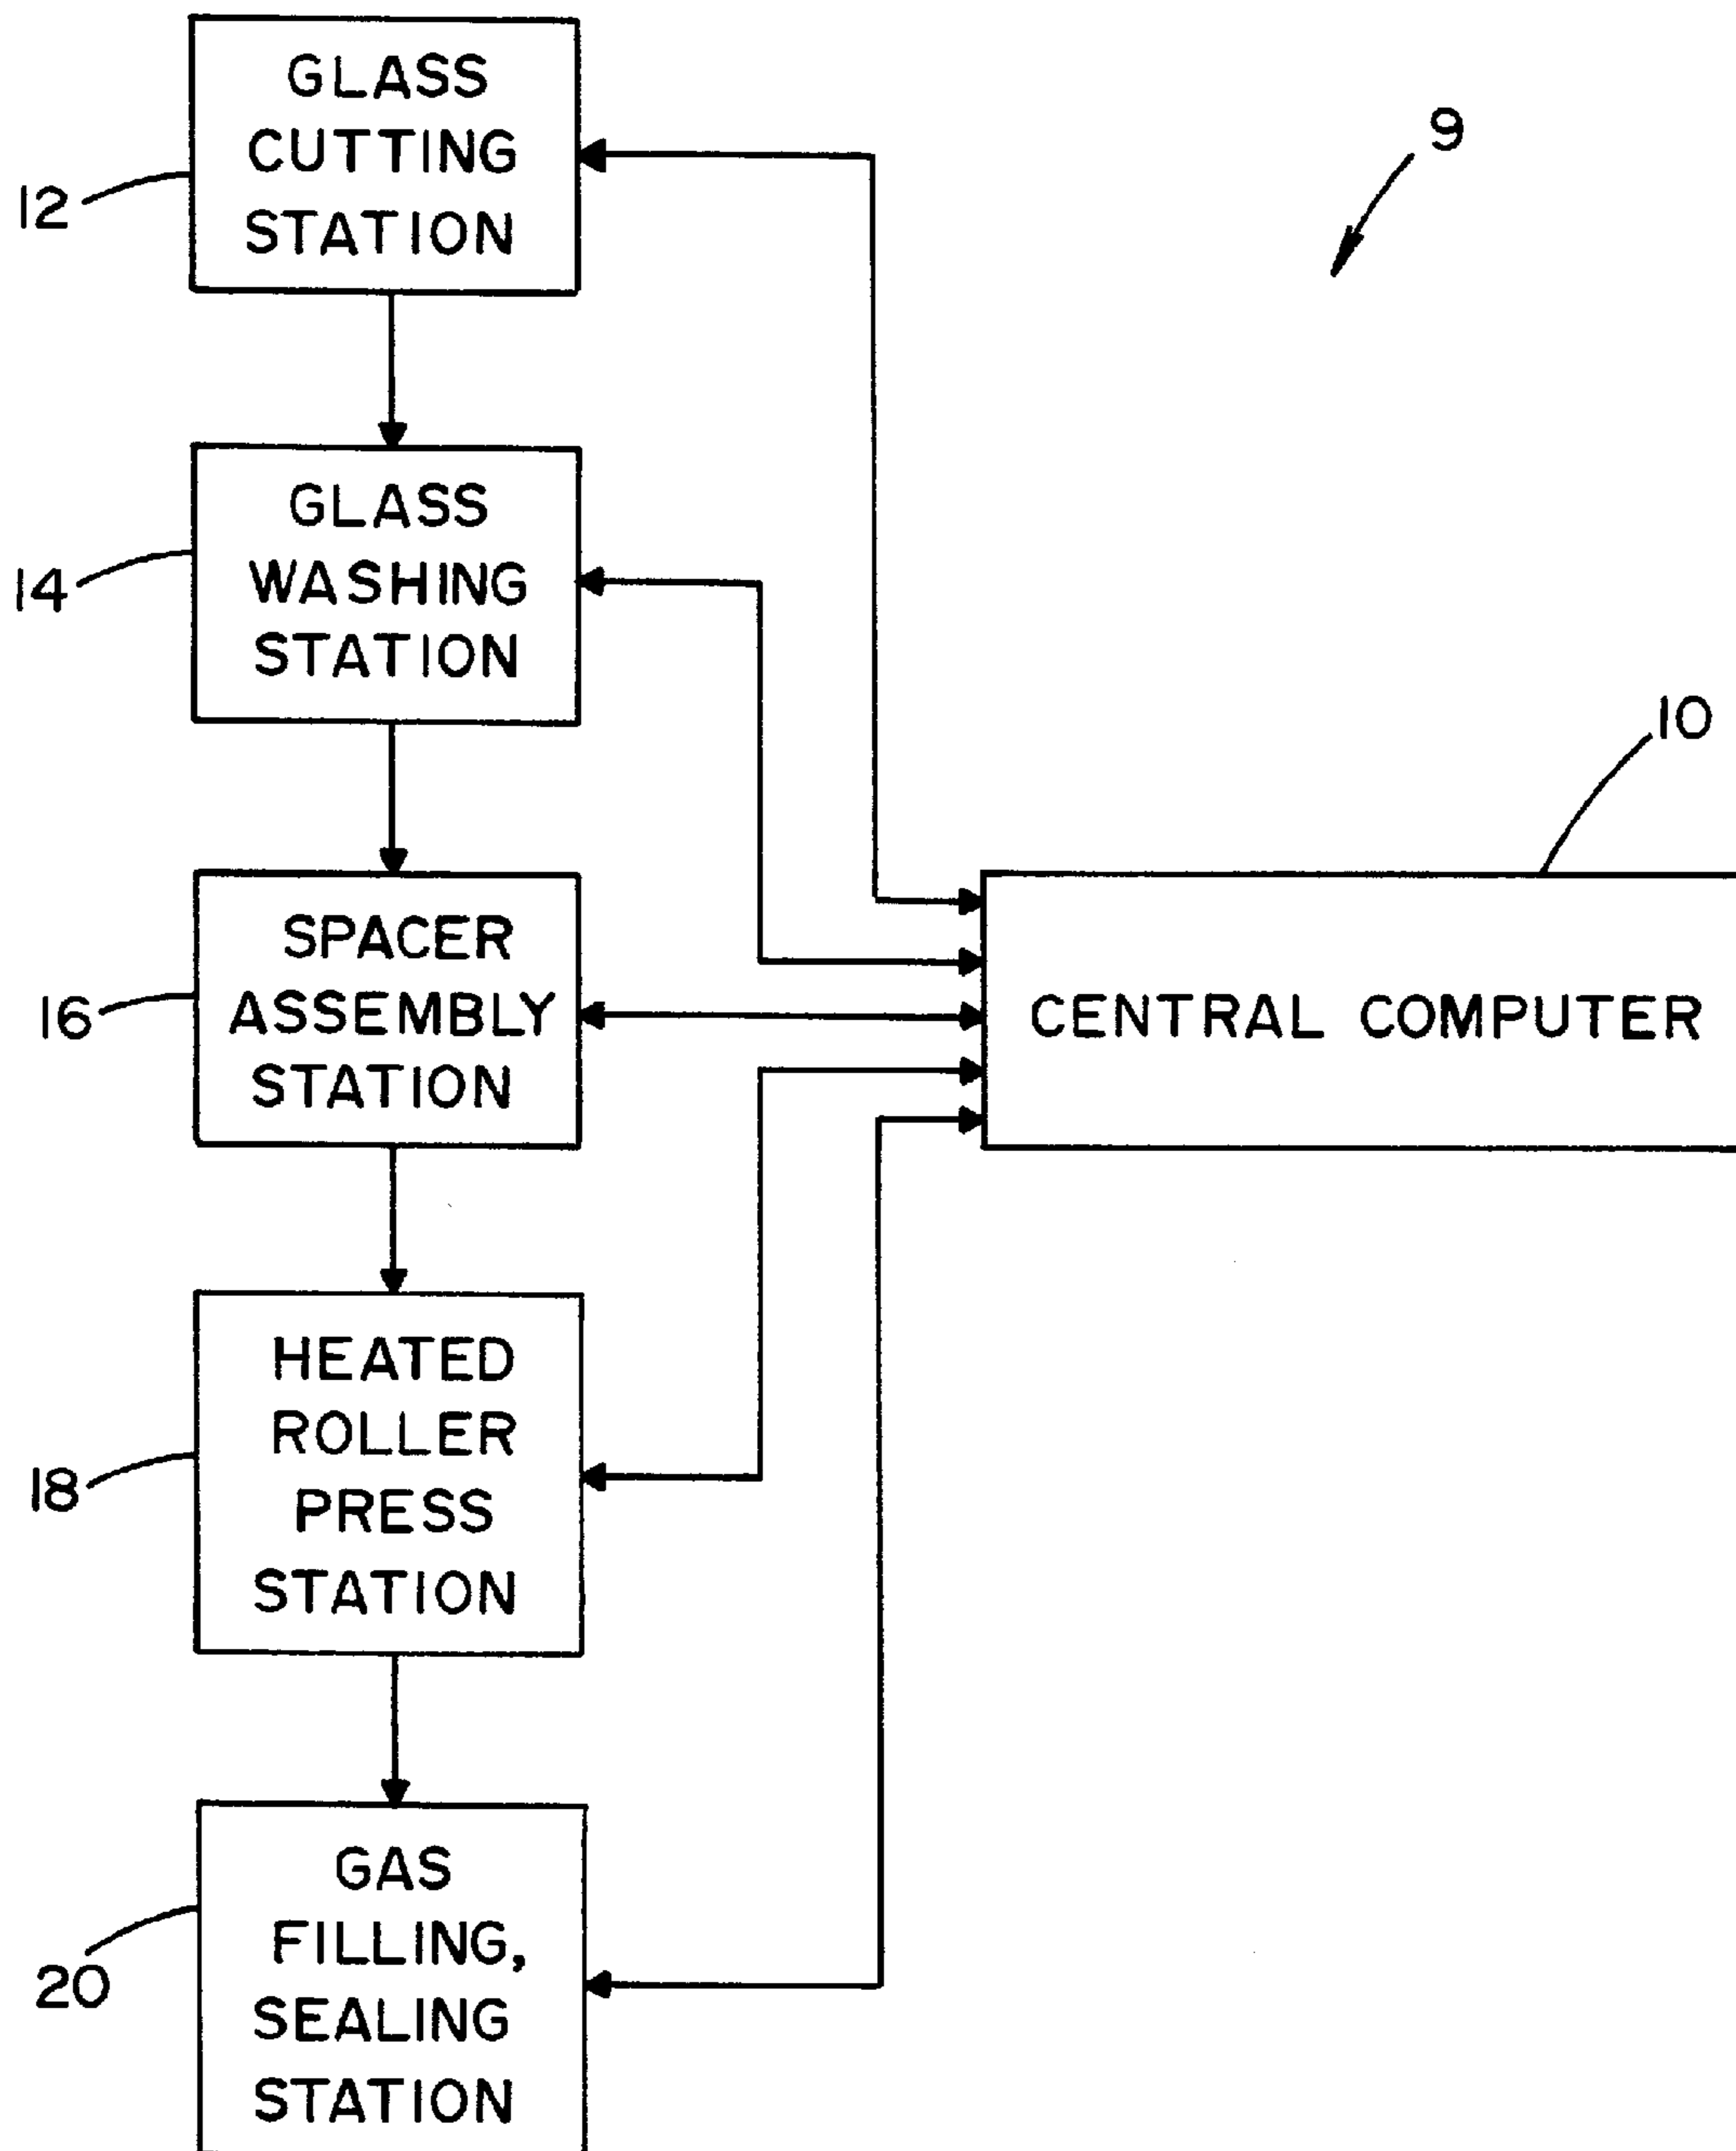 GLASS
CUTTING
STATION
12
9
GLASS
WASHING
STATION
14
10
SPACER
ASSEMBLY
STATION
16
CENTRAL COMPUTER
HEATED
ROLLER
PRESS
STATION
18
GAS
FILLING,
SEALING
STATION
20